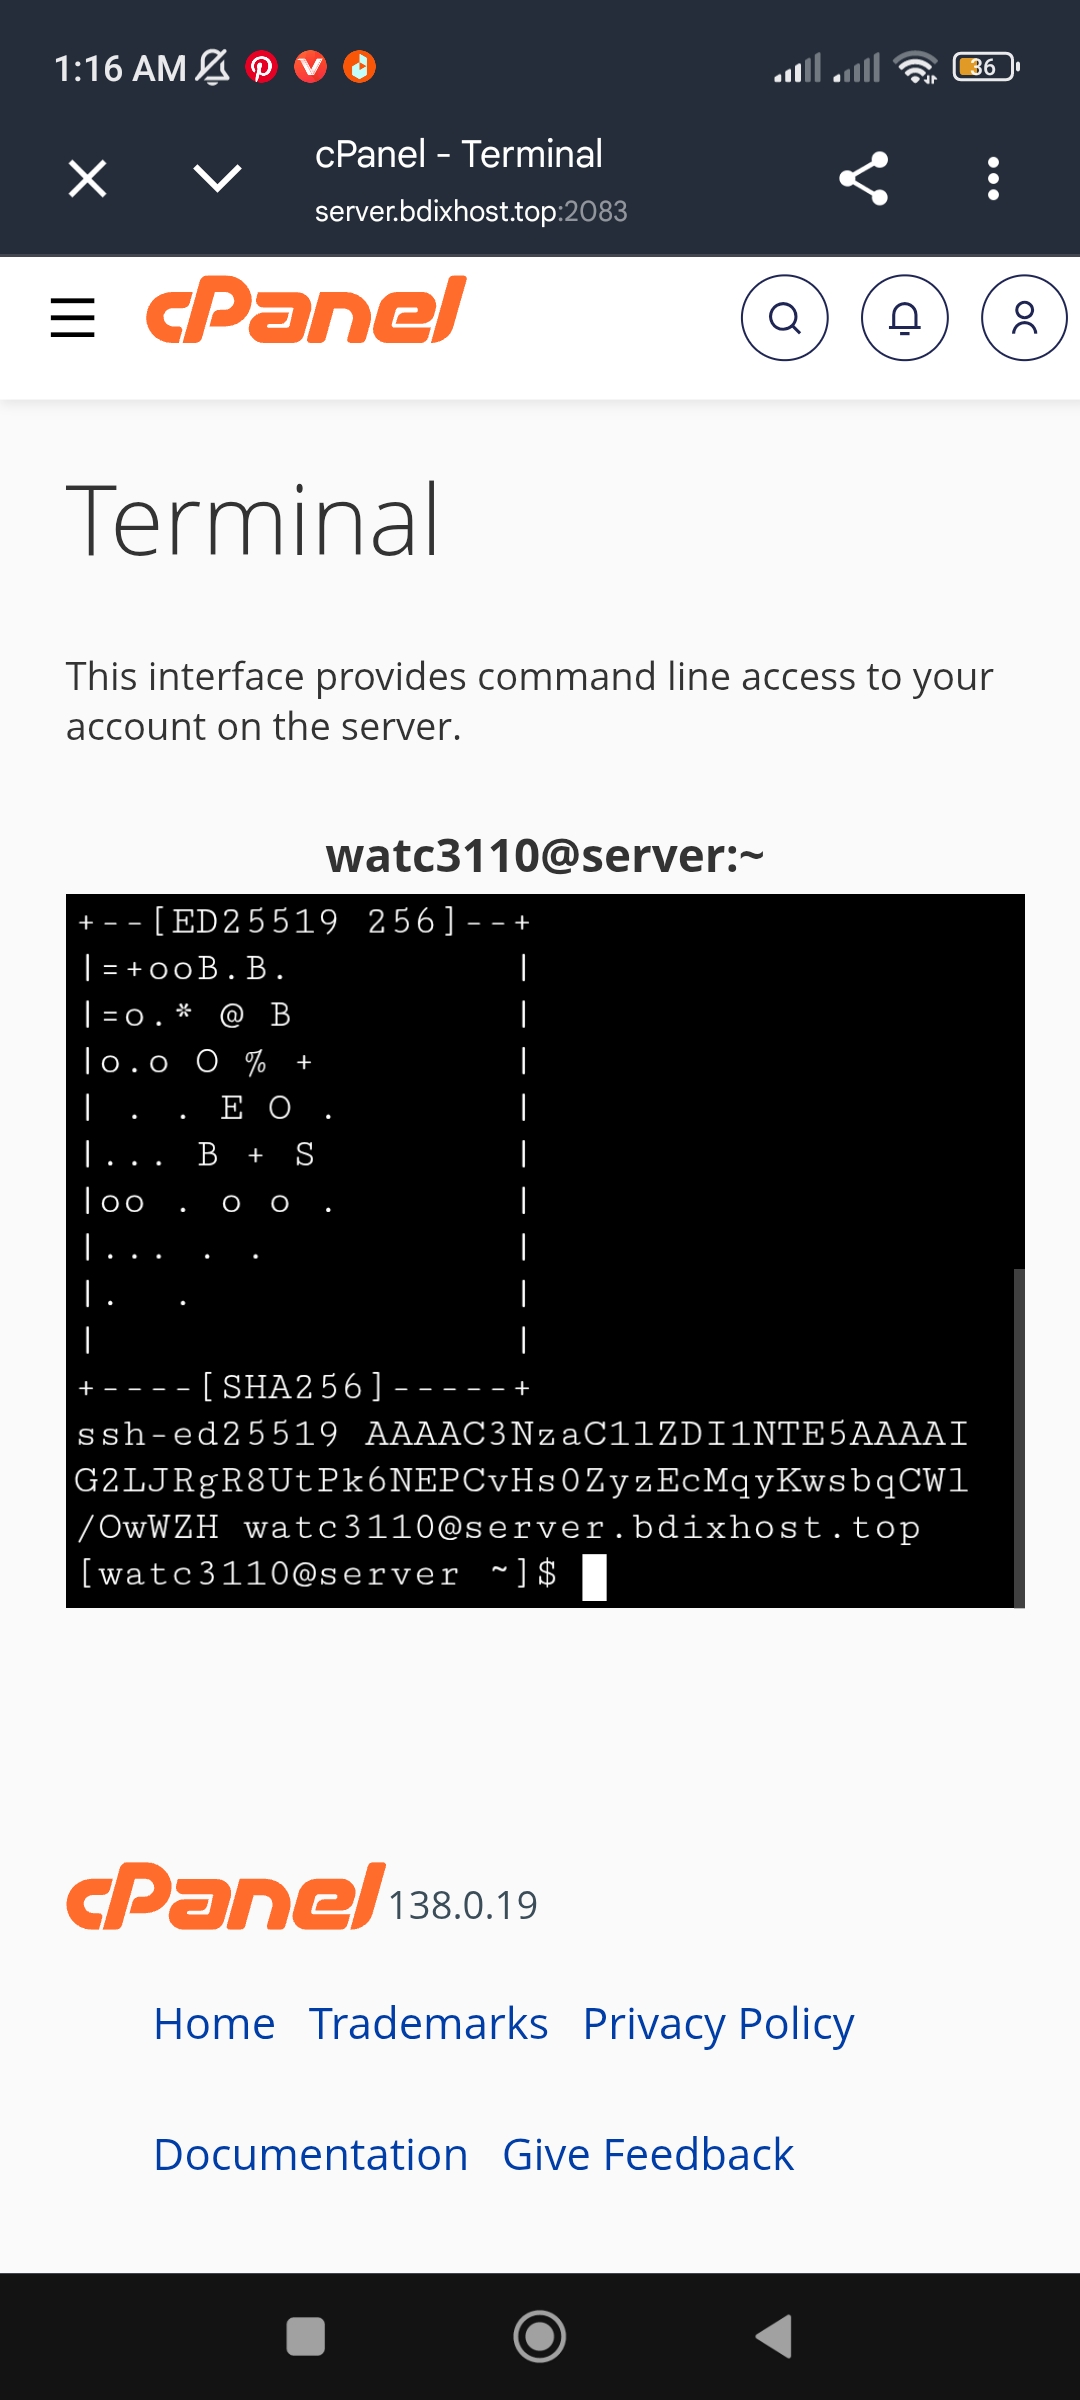 1:16 AM
36
cPanel - Terminal
server.bdixhost.top:2083
cPanel
Terminal
This interface provides command line access to your
account on the server.
watc3110@server:~
+--[ED25519 256]--+
|=+ooB.B.         |
|=o.* @ B         |
|o.o O % +        |
| . . E O .       |
|... B + S        |
|oo . o o .       |
|... . .          |
|.  .             |
|                 |
+----[SHA256]-----+
ssh-ed25519 AAAAC3NzaC1lZDI1NTE5AAAAI
G2LJRgR8UtPk6NEPCvHs0ZyzEcMqyKwsbqCW1
/OwWZH watc3110@server.bdixhost.top
[watc3110@server ~]$
cPanel 138.0.19
Home Trademarks Privacy Policy
Documentation Give Feedback